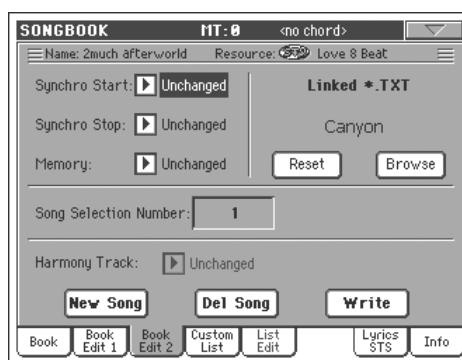 SONGBOOK MT:0 <no chord>
Name: 2much afterworld Resource: Love 8 Beat
Synchro Start: Unchanged Linked *.TXT
Synchro Stop: Unchanged Canyon
Memory: Unchanged Reset Browse
Song Selection Number: 1
Harmony Track: Unchanged
New Song Del Song Write
Book Book Edit 1 Book Edit 2 Custom List List Edit Lyrics STS Info